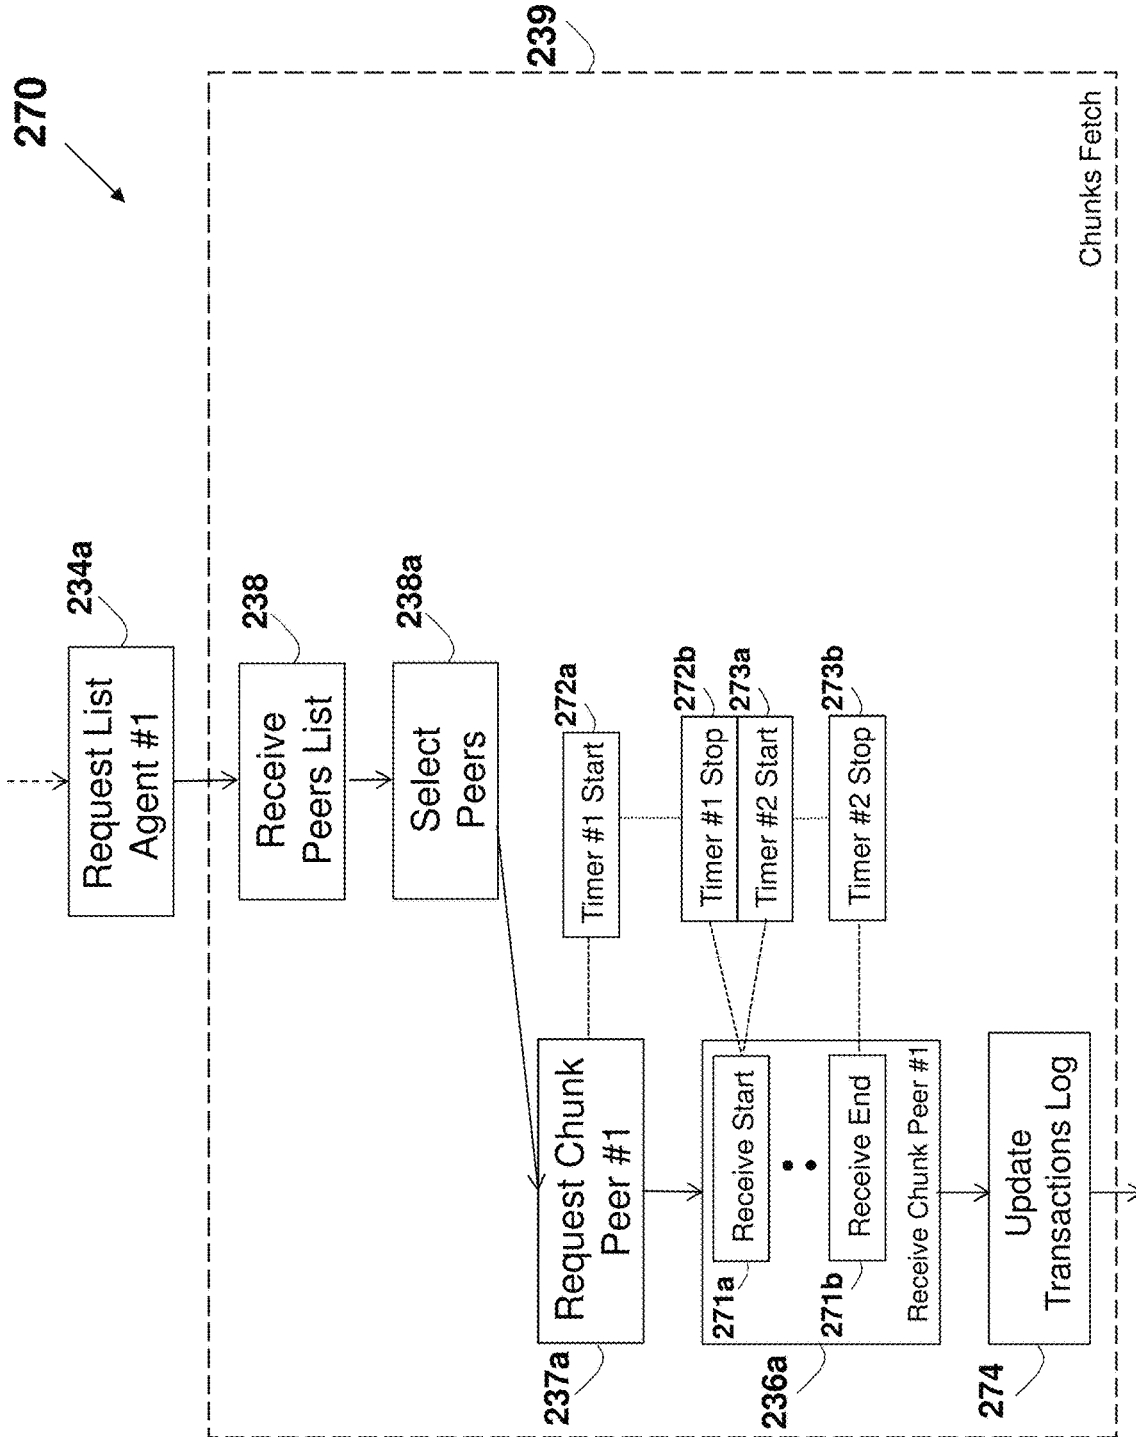 270
239
234a
Request List
Agent #1
238
Receive
Peers List
238a
Select
Peers
237a
Request Chunk
Peer #1
272a
Timer #1 Start
272b
Timer #1 Stop
273a
Timer #2 Start
273b
Timer #2 Stop
271a
Receive Start
271b
Receive End
Receive Chunk Peer #1
236a
274
Update
Transactions Log
Chunks Fetch